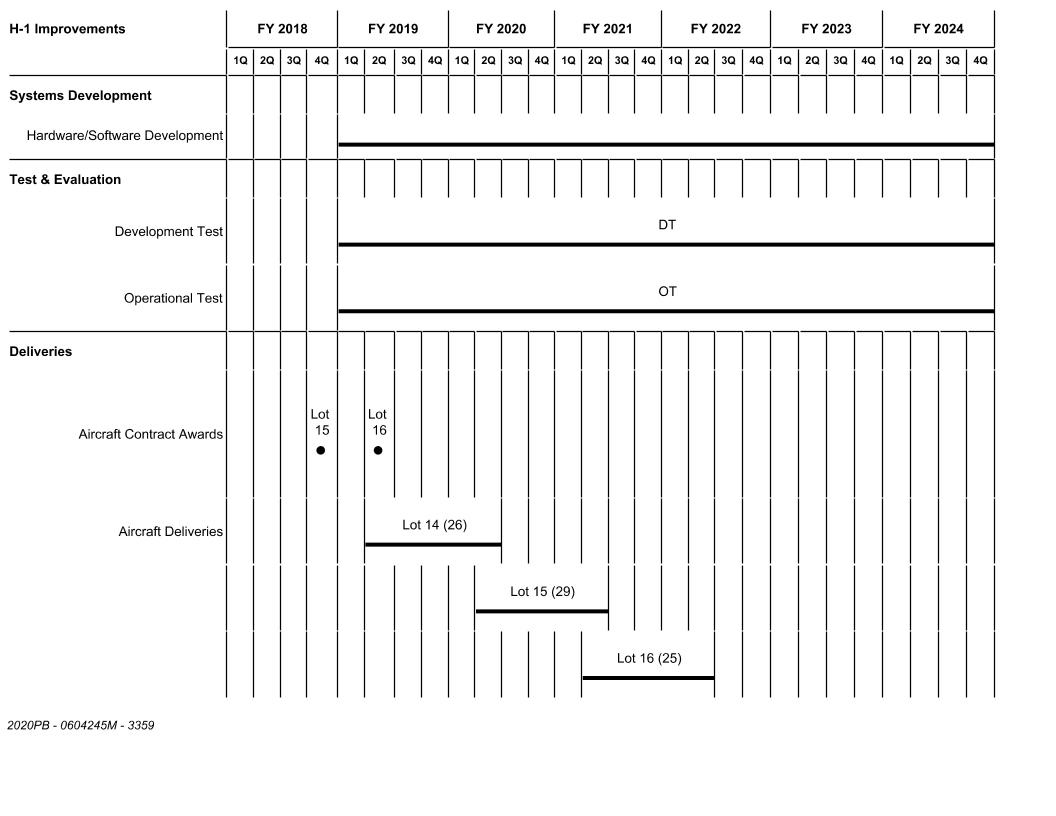 H-1 Improvements FY 2018 FY 2019 FY 2020 FY 2021 FY 2022 FY 2023 FY 2024
1Q 2Q 3Q 4Q 1Q 2Q 3Q 4Q 1Q 2Q 3Q 4Q 1Q 2Q 3Q 4Q 1Q 2Q 3Q 4Q 1Q 2Q 3Q 4Q 1Q 2Q 3Q 4Q
Systems Development
Hardware/Software Development
Test & Evaluation
Development Test DT
Operational Test OT
Deliveries
Lot Lot
15 16
Aircraft Contract Awards
Aircraft Deliveries Lot 14 (26)
Lot 15 (29)
Lot 16 (25)
2020PB - 0604245M - 3359